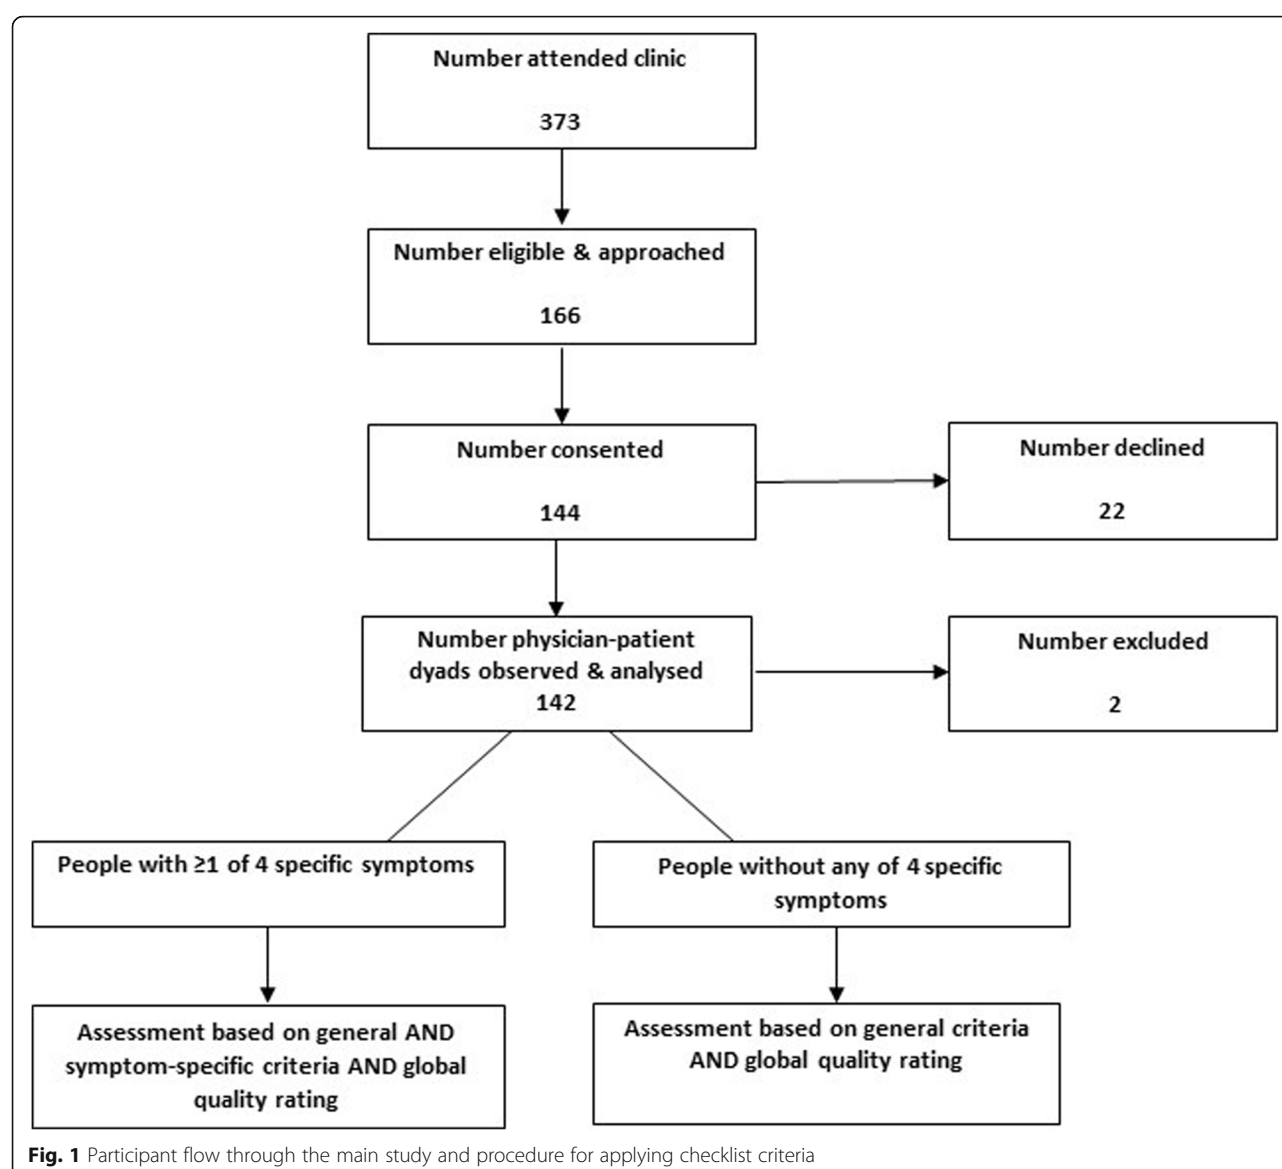 Number attended clinic
373
Number eligible & approached
166
Number consented
144
Number declined
22
Number physician-patient
dyads observed & analysed
142
Number excluded
2
People with ≥1 of 4 specific symptoms
People without any of 4 specific
symptoms
Assessment based on general AND
symptom-specific criteria AND global
quality rating
Assessment based on general criteria
AND global quality rating
Fig. 1 Participant flow through the main study and procedure for applying checklist criteria